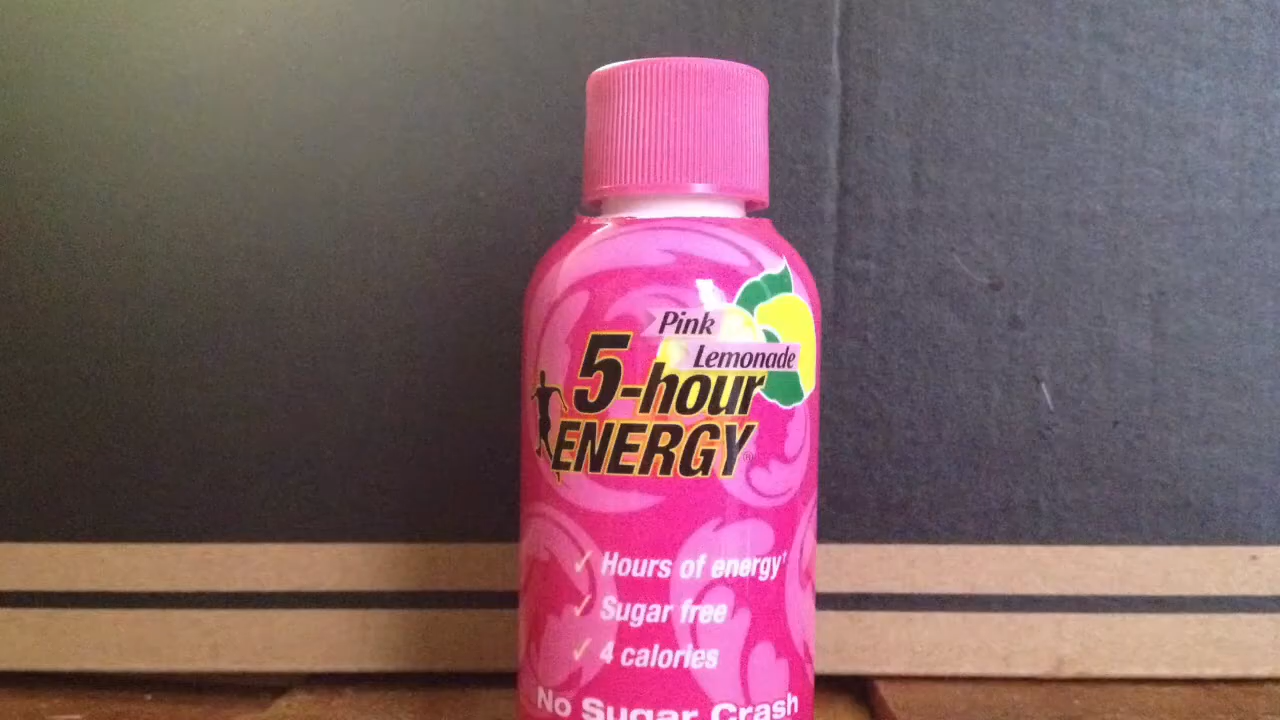 Pink
Lemonade
5-hour
ENERGY®
✓ Hours of energy†
✓ Sugar free
✓ 4 calories
No Sugar Crash